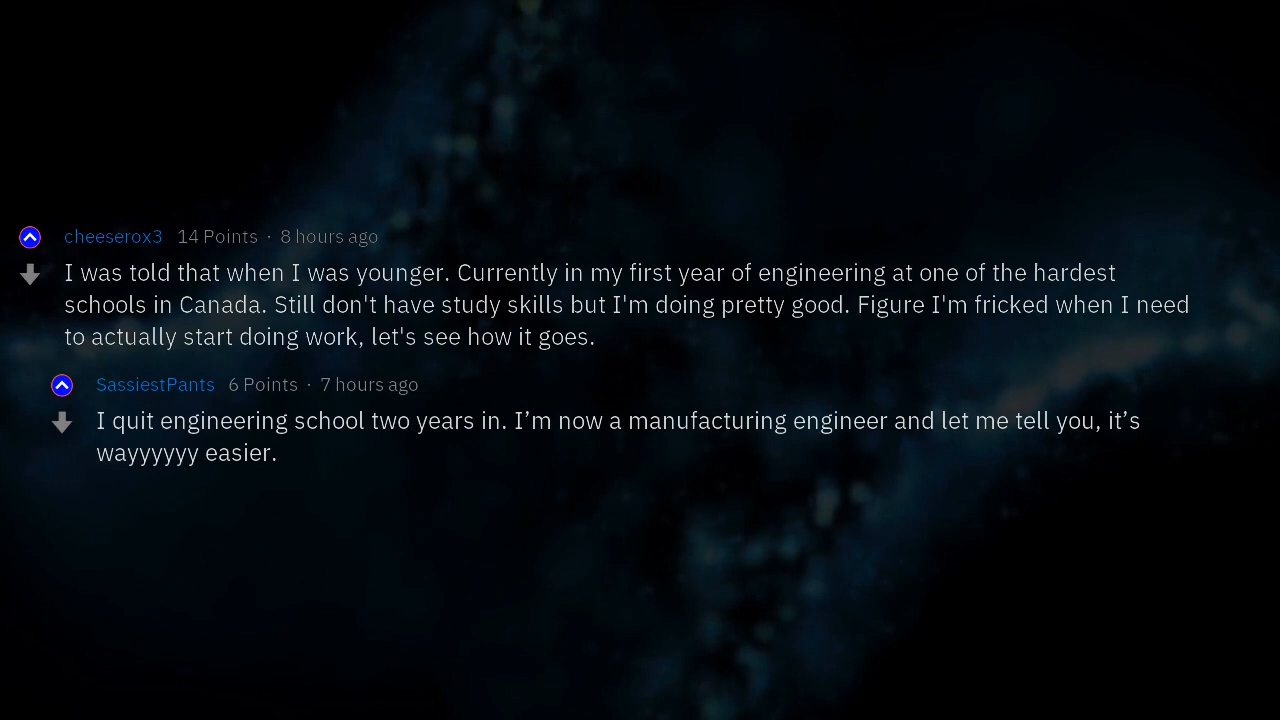 cheeserox3 14 Points · 8 hours ago
I was told that when I was younger. Currently in my first year of engineering at one of the hardest
schools in Canada. Still don't have study skills but I'm doing pretty good. Figure I'm fricked when I need
to actually start doing work, let's see how it goes.
SassiestPants 6 Points · 7 hours ago
I quit engineering school two years in. I’m now a manufacturing engineer and let me tell you, it’s
wayyyyyy easier.